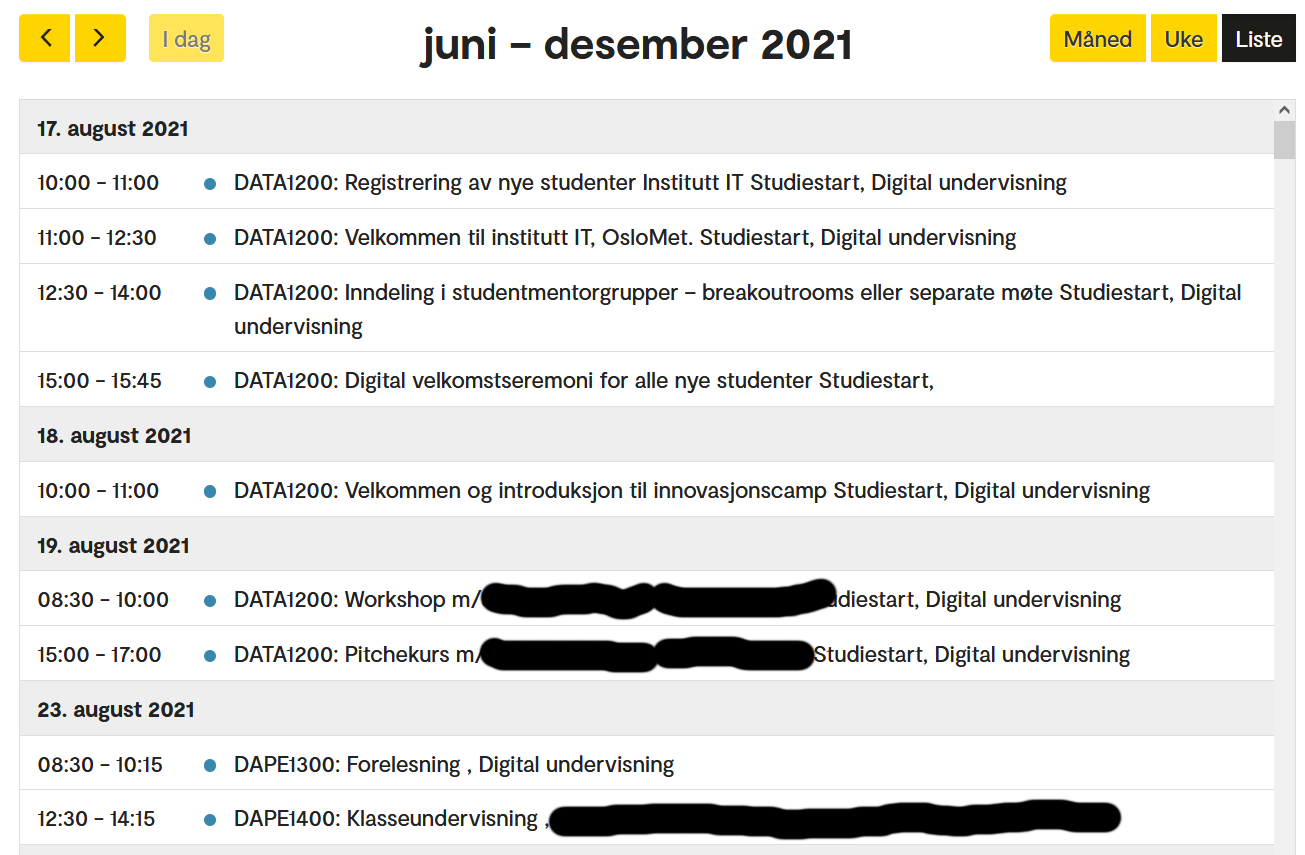 I dag
juni – desember 2021
Måned Uke Liste
17. august 2021
10:00 - 11:00 DATA1200: Registrering av nye studenter Institutt IT Studiestart, Digital undervisning
11:00 - 12:30 DATA1200: Velkommen til institutt IT, OsloMet. Studiestart, Digital undervisning
12:30 - 14:00 DATA1200: Inndeling i studentmentorgrupper – breakoutrooms eller separate møte Studiestart, Digital
undervisning
15:00 - 15:45 DATA1200: Digital velkomstseremoni for alle nye studenter Studiestart,
18. august 2021
10:00 - 11:00 DATA1200: Velkommen og introduksjon til innovasjonscamp Studiestart, Digital undervisning
19. august 2021
08:30 - 10:00 DATA1200: Workshop m/ diestart, Digital undervisning
15:00 - 17:00 DATA1200: Pitchekurs m/ Studiestart, Digital undervisning
23. august 2021
08:30 - 10:15 DAPE1300: Forelesning , Digital undervisning
12:30 - 14:15 DAPE1400: Klasseundervisning ,